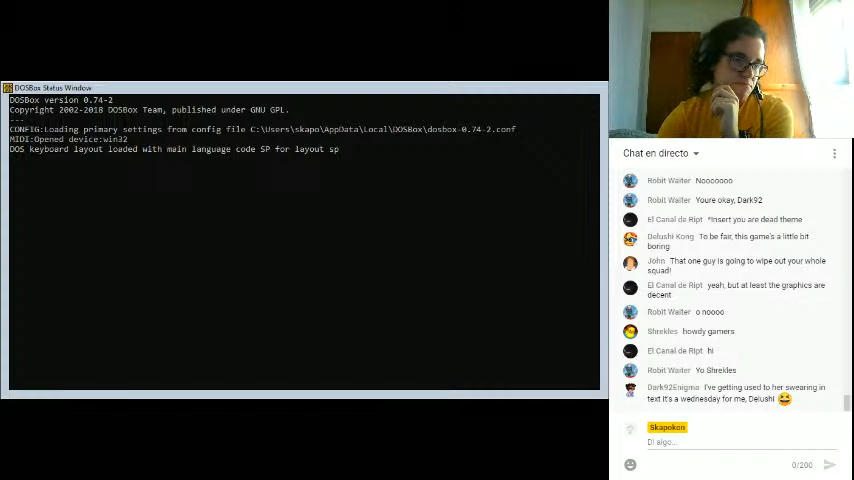 DOSBox Status Window
DOSBox version 0.74-2
Copyright 2002-2018 DOSBox Team, published under GNU GPL.
---
CONFIG:Loading primary settings from config file C:\Users\skapo\AppData\Local\DOSBox\dosbox-0.74-2.conf
MIDI:Opened device:win32
DOS keyboard layout loaded with main language code SP for layout sp
Chat en directo
Robit Waiter Nooooooo
Robit Waiter Youre okay, Dark92
El Canal de Ript *Insert you are dead theme
Delushi Kong To be fair, this game's a little bit
boring
John That one guy is going to wipe out your whole
squad!
El Canal de Ript yeah, but at least the graphics are
decent
Robit Waiter o noooo
Shrekles howdy gamers
El Canal de Ript hi
Robit Waiter Yo Shrekles
Dark92Enigma I've getting used to her swearing in
text it's a wednesday for me, Delushi
Skapokon
Di algo...
0/200